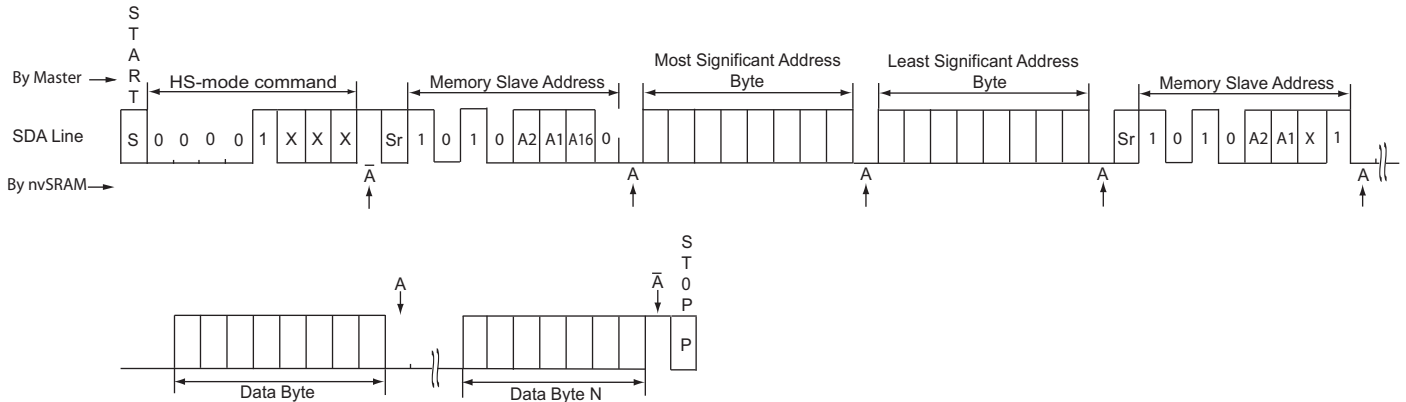 START
By Master
HS-mode command
Memory Slave Address
Most Significant Address
Byte
Least Significant Address
Byte
Memory Slave Address
SDA Line
S 0 0 0 0 1 X X X Sr 1 0 1 0 A2 A1 A16 0 Sr 1 0 1 0 A2 A1 X 1
By nvSRAM
A̅ A A A A
A A̅
ST0P
P
Data Byte
Data Byte N